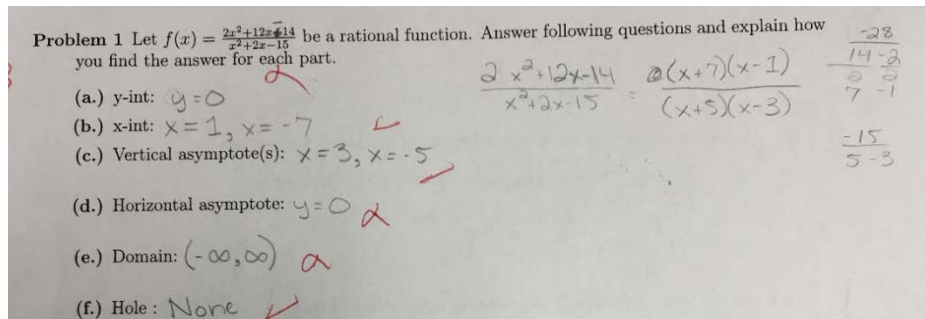 Problem 1 Let f(x) = (2x²+12x-14)/(x²+2x-15) be a rational function. Answer following questions and explain how
you find the answer for each part.
2x²+12x-14 / x²+2x-15 = 2(x+7)(x-1) / (x+5)(x-3)
-28
14 -2
2 2
7 -1
-15
5 -3
(a.) y-int: y=0
(b.) x-int: x=1, x=-7
(c.) Vertical asymptote(s): x=3, x=-5
(d.) Horizontal asymptote: y=0
(e.) Domain: (-∞,∞)
(f.) Hole : None